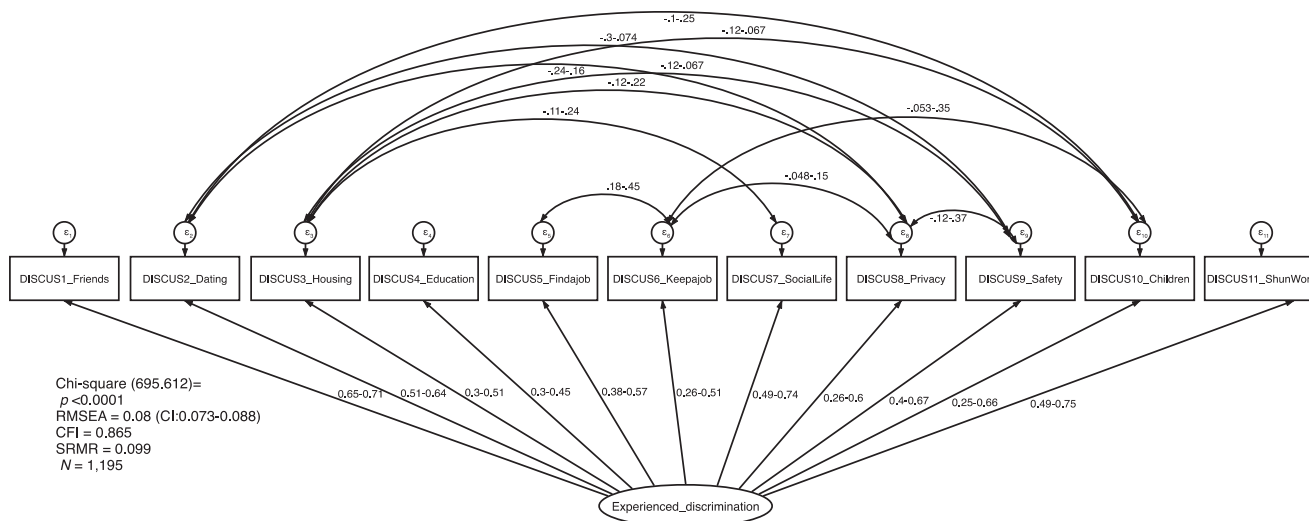 -.1-.25
-.12-.067
-.3-.074
-.24-.16
-.12-.067
-.12-.22
-.11-.24
-.053-.35
.18-.45
-.048-.15
-.12-.37
ε1 ε2 ε3 ε4 ε5 ε6 ε7 ε8 ε9 ε10 ε11
DISCUS1_Friends DISCUS2_Dating DISCUS3_Housing DISCUS4_Education DISCUS5_Findajob DISCUS6_Keepajob DISCUS7_SocialLife DISCUS8_Privacy DISCUS9_Safety DISCUS10_Children DISCUS11_ShunWor
0.65-0.71 0.51-0.64 0.3-0.51 0.3-0.45 0.38-0.57 0.26-0.51 0.49-0.74 0.26-0.6 0.4-0.67 0.25-0.66 0.49-0.75
Chi-square (695.612)=
p <0.0001
RMSEA = 0.08 (CI:0.073-0.088)
CFI = 0.865
SRMR = 0.099
N = 1,195
Experienced_discrimination